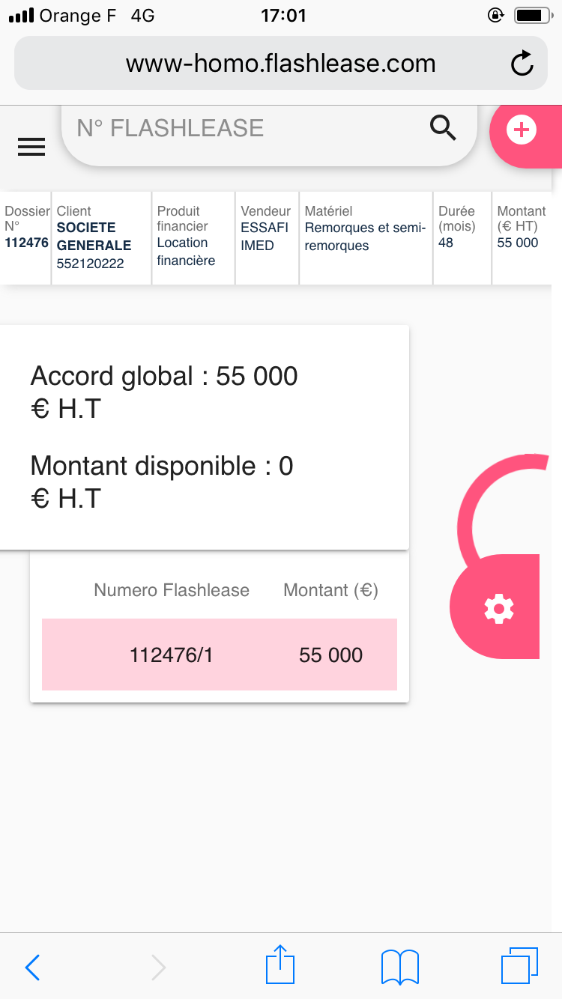 Orange F 4G 17:01
www-homo.flashlease.com
N° FLASHLEASE
Dossier Client Produit Vendeur Matériel Durée Montant
N° SOCIETE financier ESSAFI Remorques et semi- (mois) (€ HT)
112476 GENERALE Location IMED remorques 48 55 000
552120222 financière
Accord global : 55 000
€ H.T
Montant disponible : 0
€ H.T
Numero Flashlease Montant (€)
112476/1 55 000